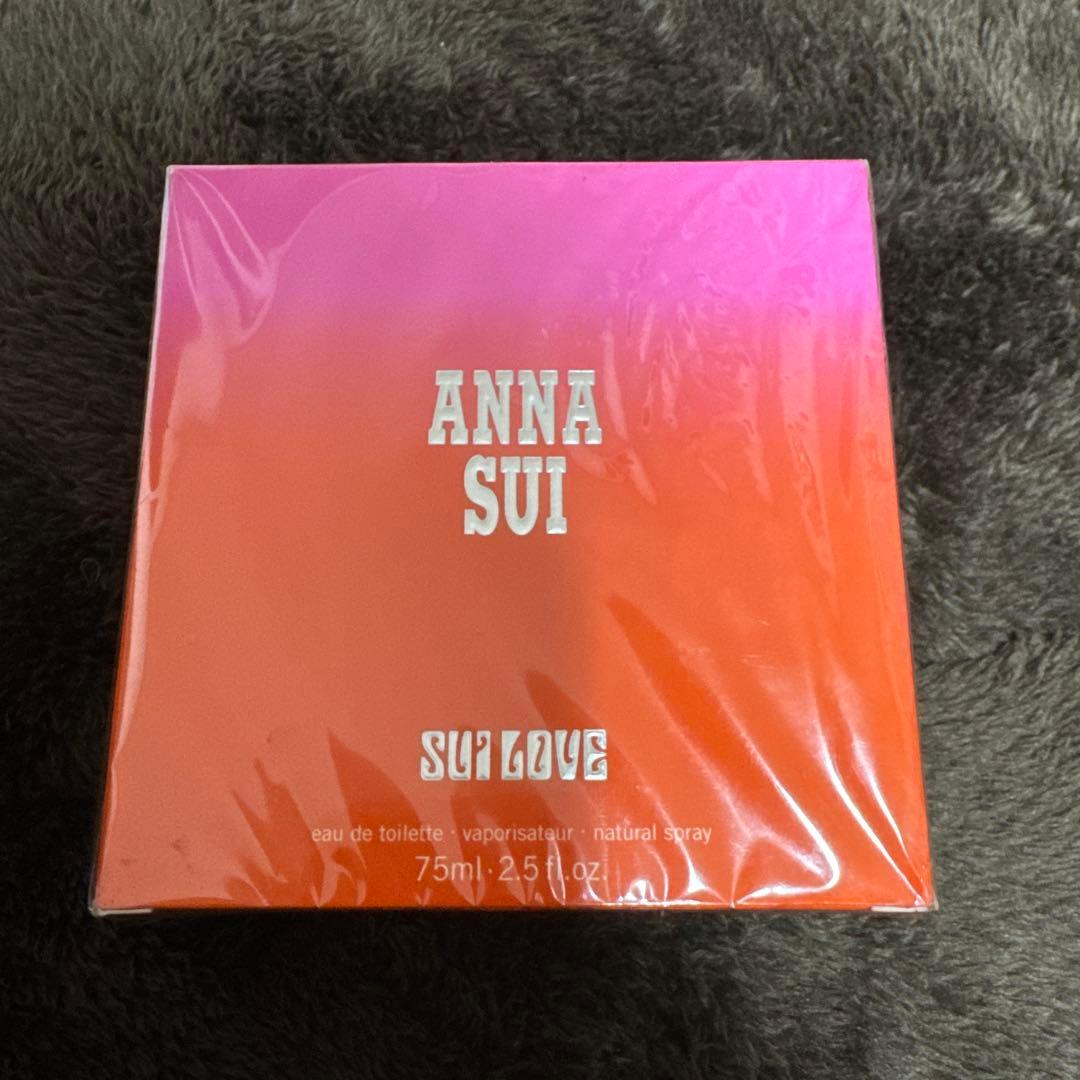 ANNA
SUI
SUI LOVE
eau de toilette · vaporisateur · natural spray
75ml · 2.5 fl.oz.